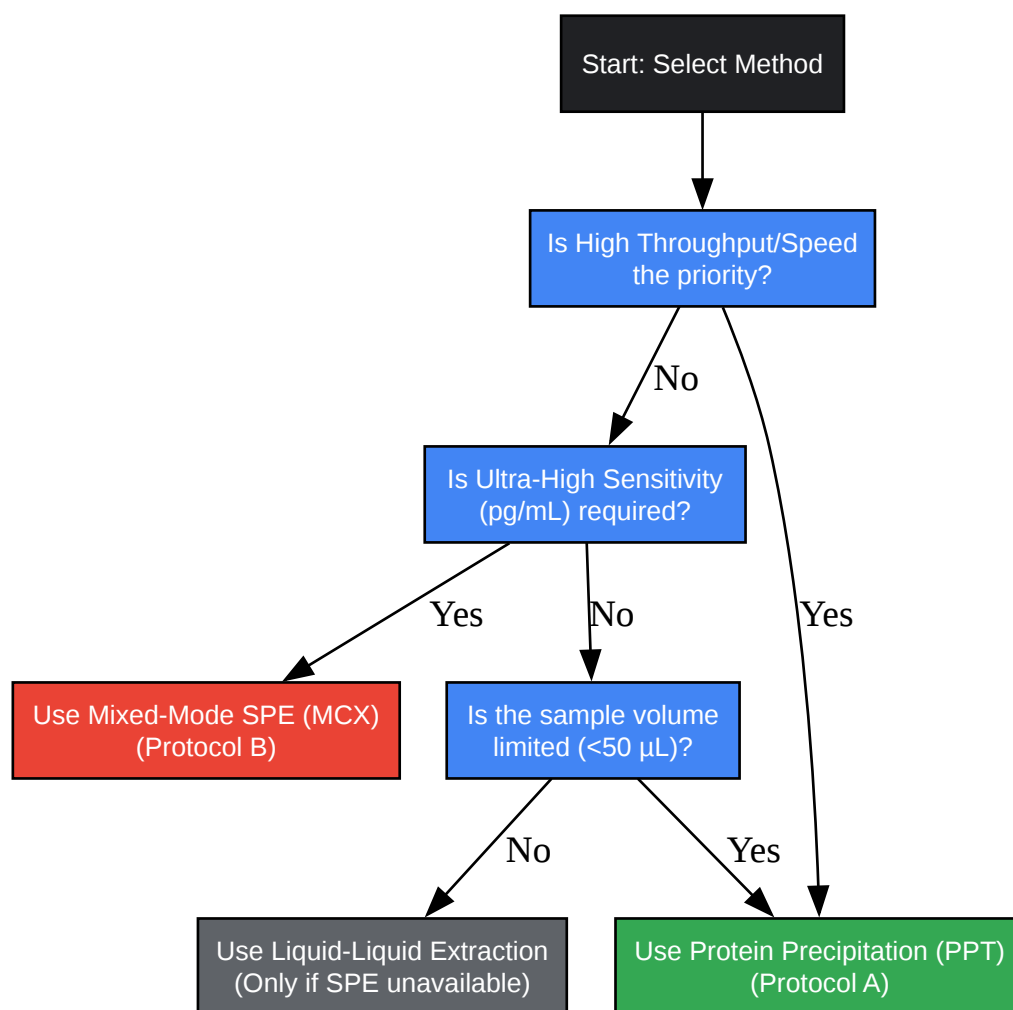 Start: Select Method
Is High Throughput/Speed
the priority?
No
Is Ultra-High Sensitivity
(pg/mL) required?
Yes
No
Yes
Use Mixed-Mode SPE (MCX)
(Protocol B)
Is the sample volume
limited (<50 µL)?
No
Yes
Use Liquid-Liquid Extraction
(Only if SPE unavailable)
Use Protein Precipitation (PPT)
(Protocol A)